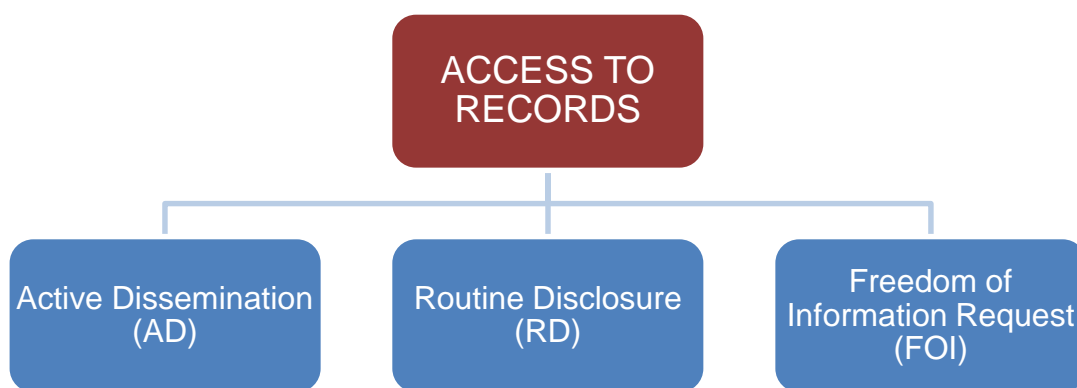 ACCESS TO
RECORDS
Active Dissemination
(AD)
Routine Disclosure
(RD)
Freedom of
Information Request
(FOI)